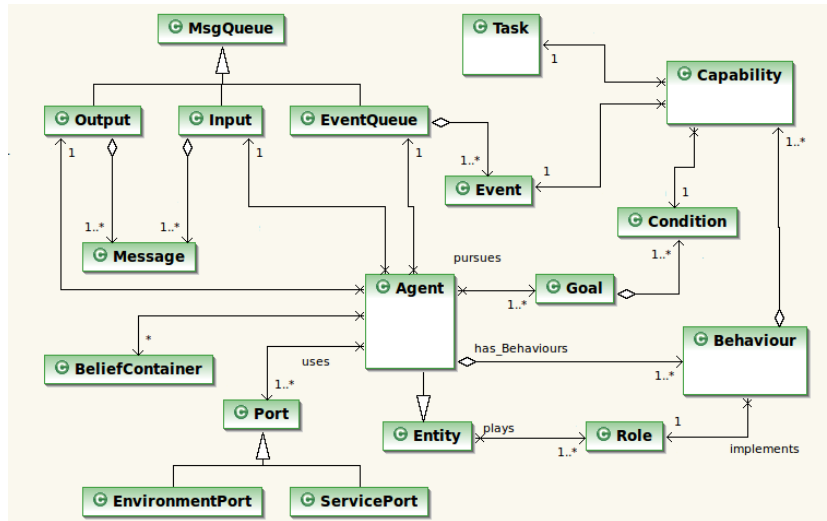 C MsgQueue
C Task
C Capability
C Output
C Input
C EventQueue
1
1
1
1
1
1..*
1..*
C Event
1
C Condition
1..*
1..*
C Message
pursues
1..*
C Agent
C Goal
1..*
*
uses
has_Behaviours
C Behaviour
C BeliefContainer
1..*
1..*
C Port
plays
1
C Entity
C Role
1..*
implements
C EnvironmentPort
C ServicePort